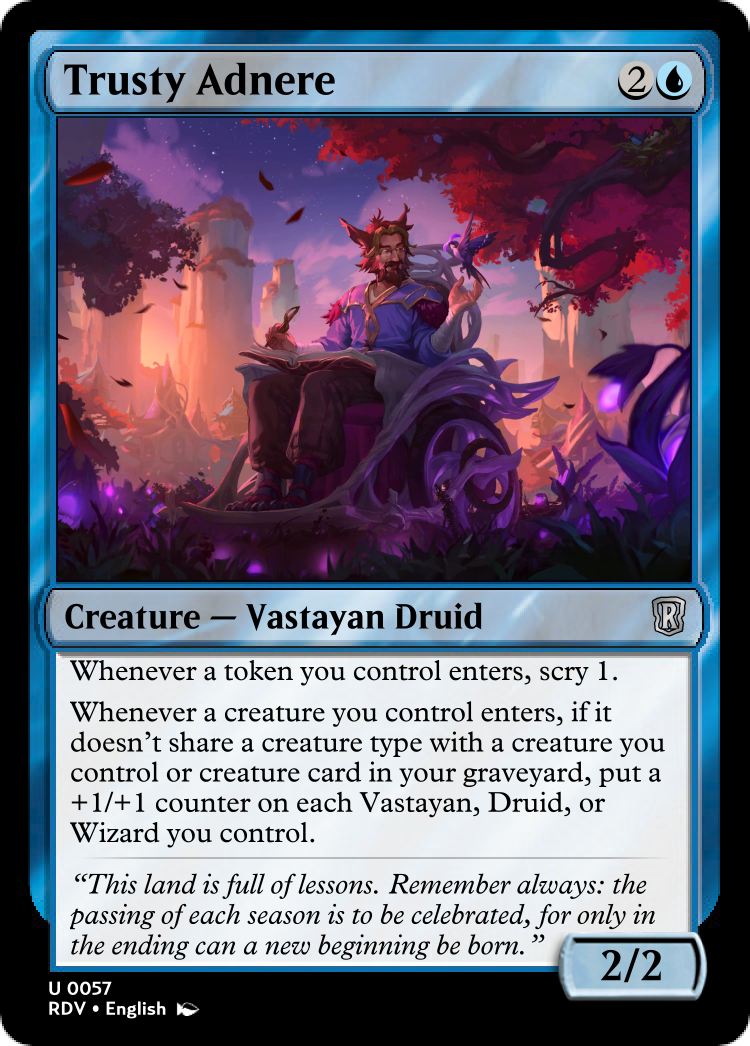 Trusty Adnere
2
Creature — Vastayan Druid
R
Whenever a token you control enters, scry 1.
Whenever a creature you control enters, if it
doesn't share a creature type with a creature you
control or creature card in your graveyard, put a
+1/+1 counter on each Vastayan, Druid, or
Wizard you control.
“This land is full of lessons. Remember always: the
passing of each season is to be celebrated, for only in
the ending can a new beginning be born.”
2/2
U 0057
RDV • English